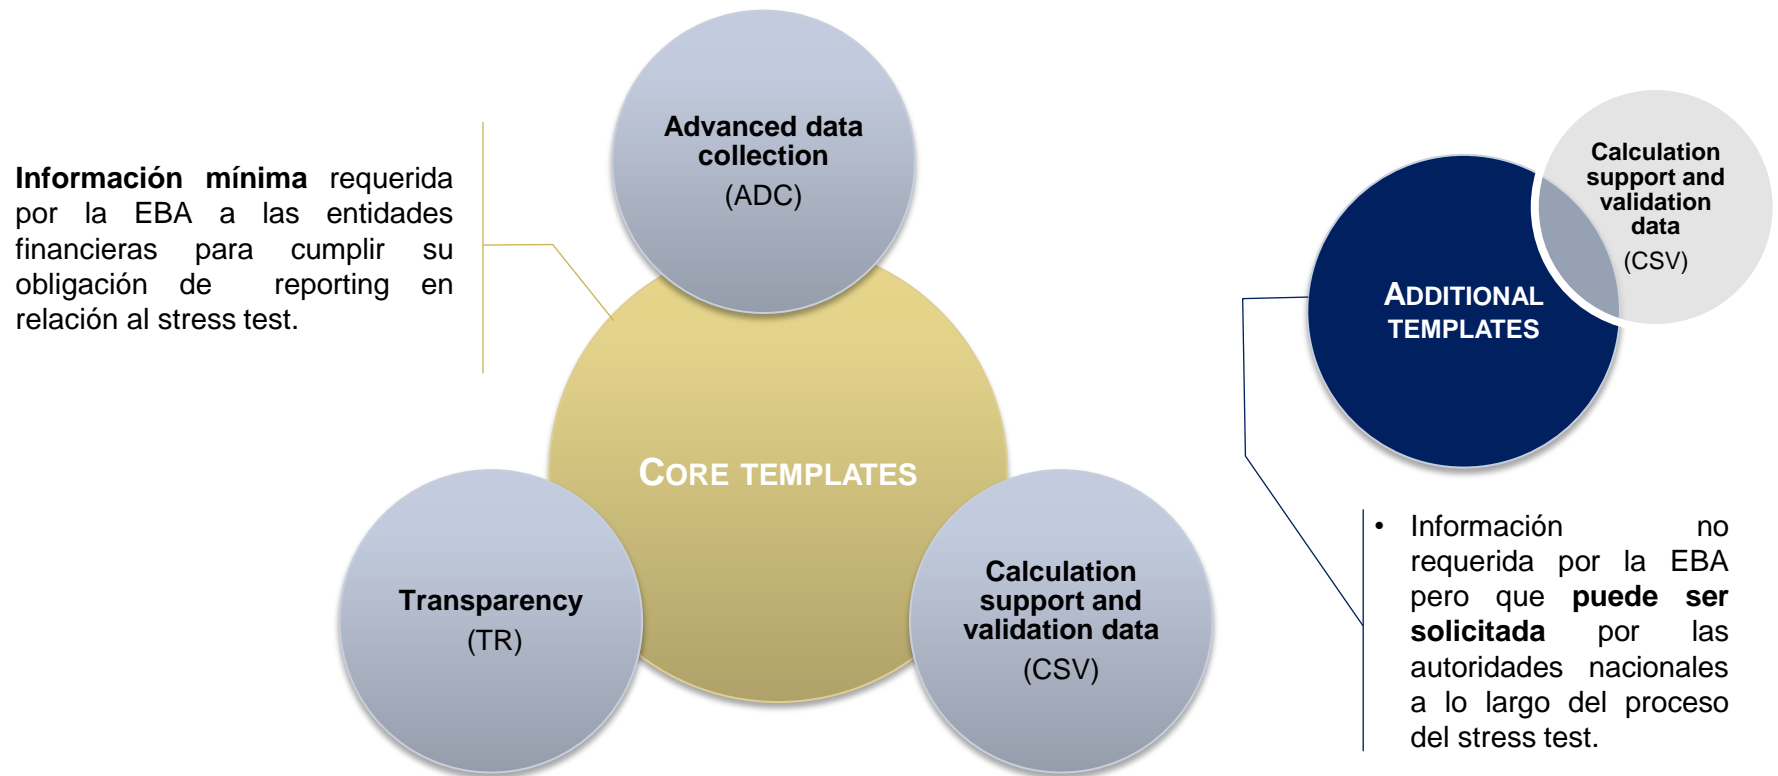 Información mínima requerida
por la EBA a las entidades
financieras para cumplir su
obligación de reporting en
relación al stress test.
Advanced data
collection
(ADC)
CORE TEMPLATES
Transparency
(TR)
Calculation
support and
validation data
(CSV)
Calculation
support and
validation
data
(CSV)
ADDITIONAL
TEMPLATES
• Información no
requerida por la EBA
pero que puede ser
solicitada por las
autoridades nacionales
a lo largo del proceso
del stress test.